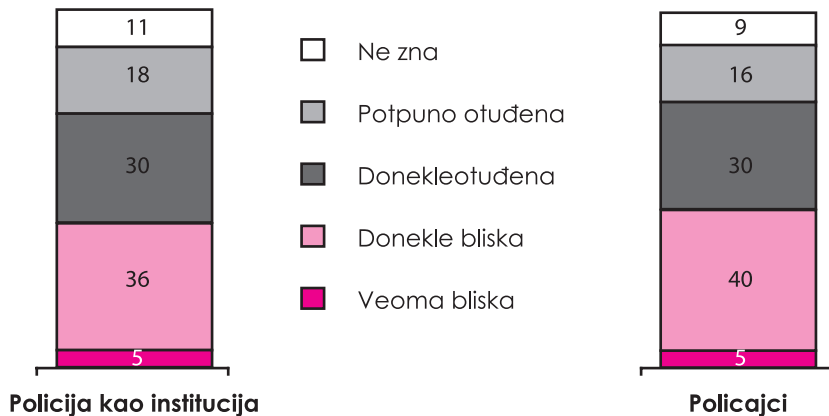 11
18
30
36
5
Policija kao institucija
Ne zna
Potpuno otuđena
Donekleotuđena
Donekle bliska
Veoma bliska
9
16
30
40
5
Policajci